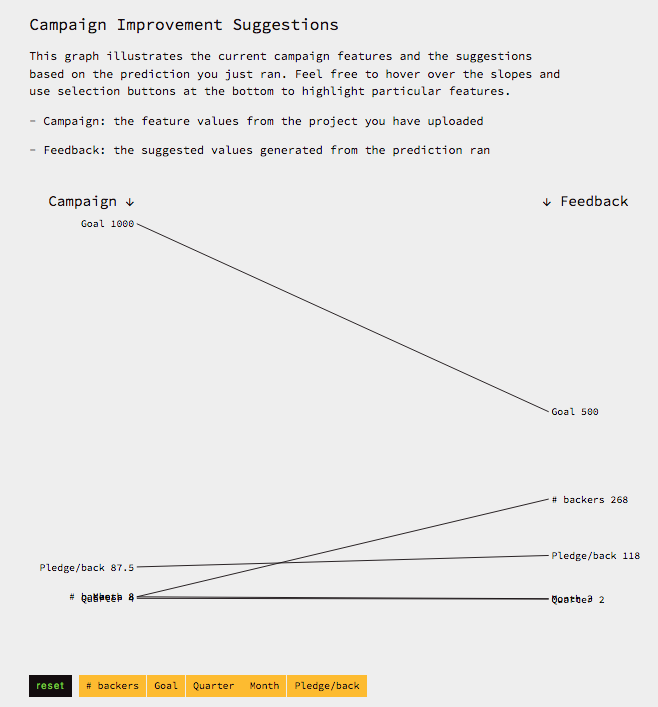 Campaign Improvement Suggestions
This graph illustrates the current campaign features and the suggestions
based on the prediction you just ran. Feel free to hover over the slopes and
use selection buttons at the bottom to highlight particular features.
- Campaign: the feature values from the project you have uploaded
- Feedback: the suggested values generated from the prediction ran
Campaign ↓
↓ Feedback
Goal 1000
Goal 500
# backers 268
Pledge/back 118
Pledge/back 87.5
Quarter 2
reset # backers Goal Quarter Month Pledge/back